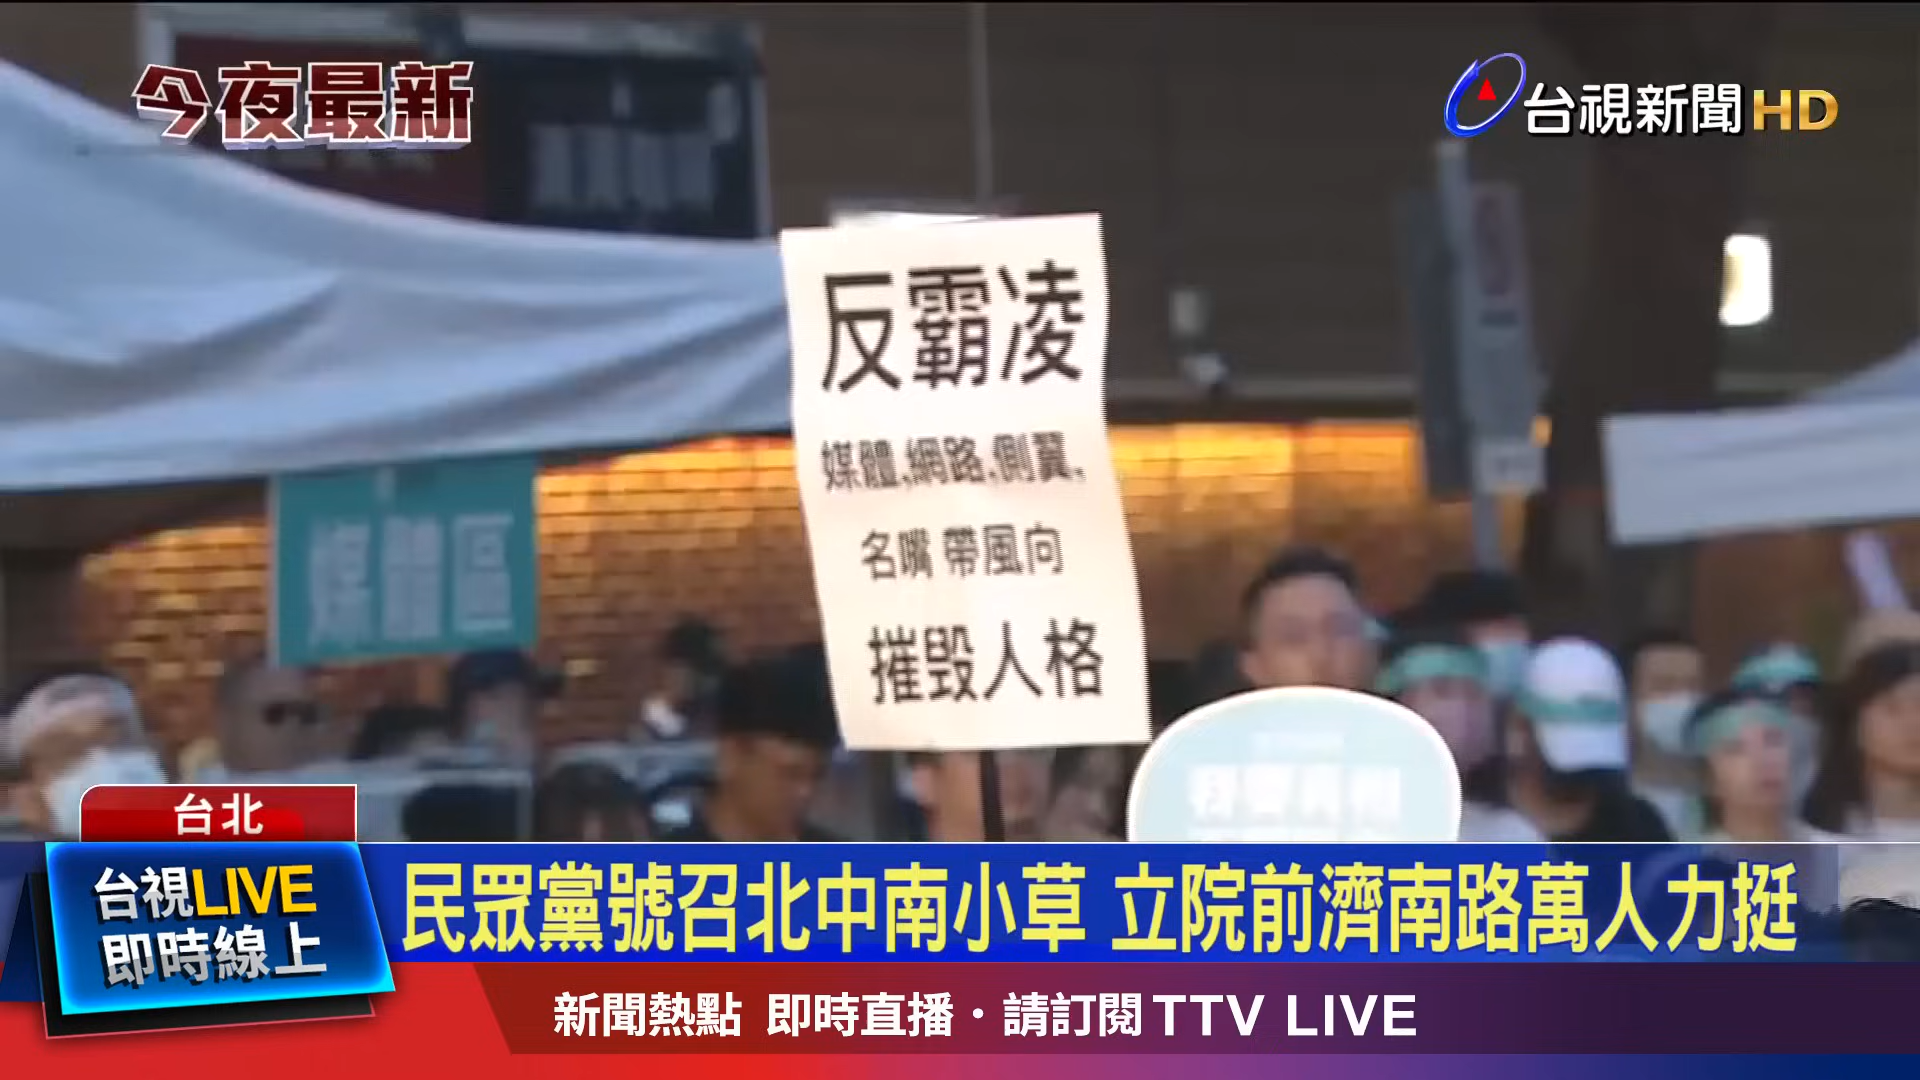 今夜最新
台視新聞HD
反霸凌
媒體,網路,側翼,
名嘴 帶風向
摧毀人格
媒體區
台北
台視LIVE
即時線上
民眾黨號召北中南小草 立院前濟南路萬人力挺
新聞熱點 即時直播・請訂閱TTV LIVE